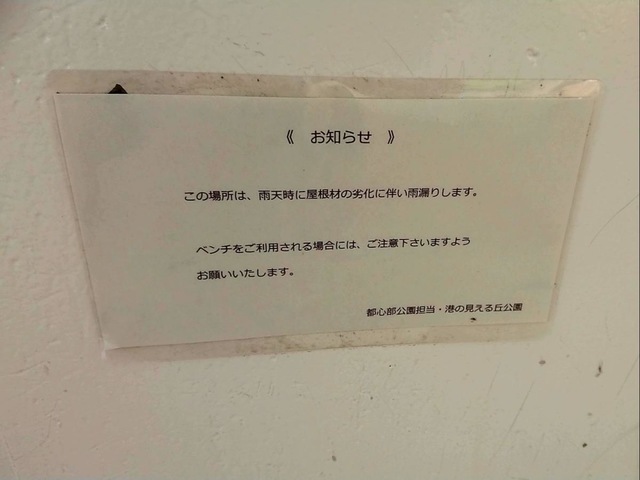 《 お知らせ 》
この場所は、雨天時に屋根材の劣化に伴い雨漏りします。
ベンチをご利用される場合には、ご注意下さいますよう
お願いいたします。
都心部公園担当・港の見える丘公園